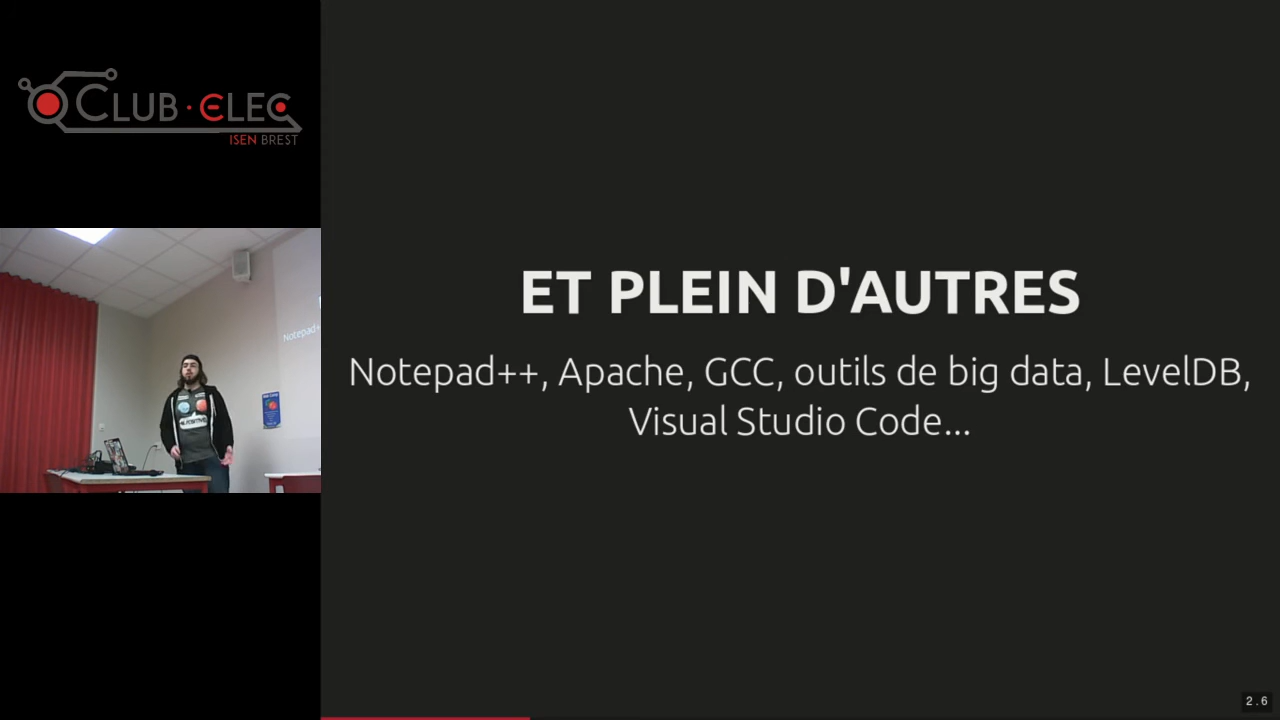 CLUB·ELEC
ISEN BREST
ET PLEIN D'AUTRES
Notepad++, Apache, GCC, outils de big data, LevelDB,
Visual Studio Code...
Notepad+
2.6